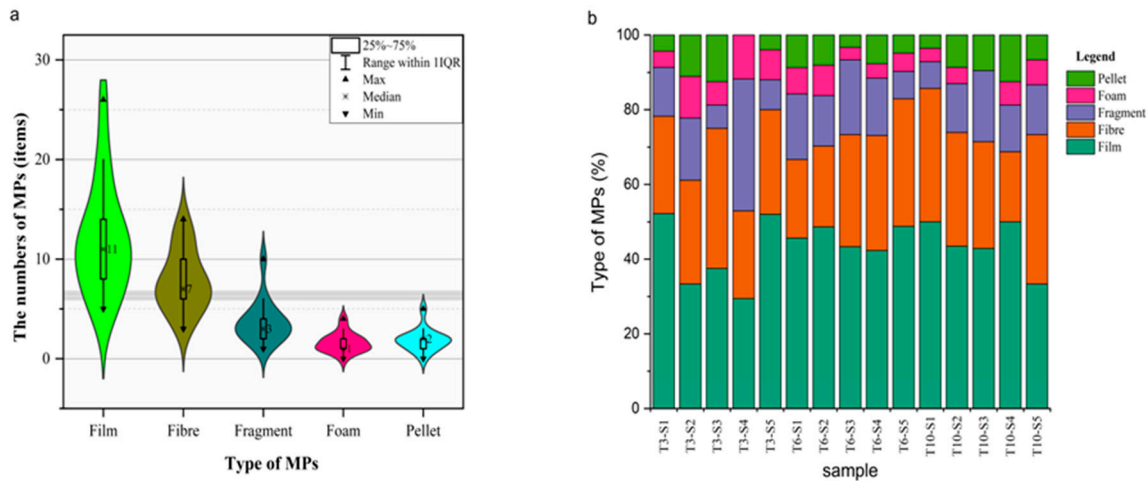 a
The numbers of MPs (items)
30
20
10
0
25%~75%
Range within 1IQR
Max
Median
Min
11
7
3
1
2
Film Fibre Fragment Foam Pellet
Type of MPs
b
Type of MPs (%)
100
80
60
40
20
0
Legend
Pellet
Foam
Fragment
Fibre
Film
T3-S1
T3-S2
T3-S3
T3-S4
T3-S5
T6-S1
T6-S2
T6-S3
T6-S4
T6-S5
T10-S1
T10-S2
T10-S3
T10-S4
T10-S5
sample